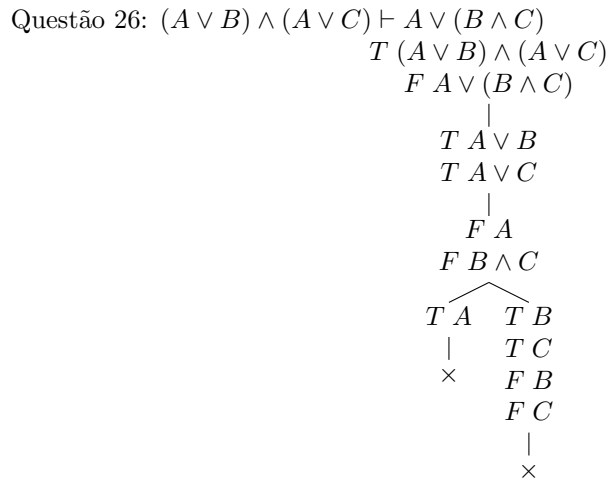 Questão 26: (A ∨ B) ∧ (A ∨ C) ⊢ A ∨ (B ∧ C)
T (A ∨ B) ∧ (A ∨ C)
F A ∨ (B ∧ C)
T A ∨ B
T A ∨ C
F A
F B ∧ C
T A T B
T C
× F B
F C
×